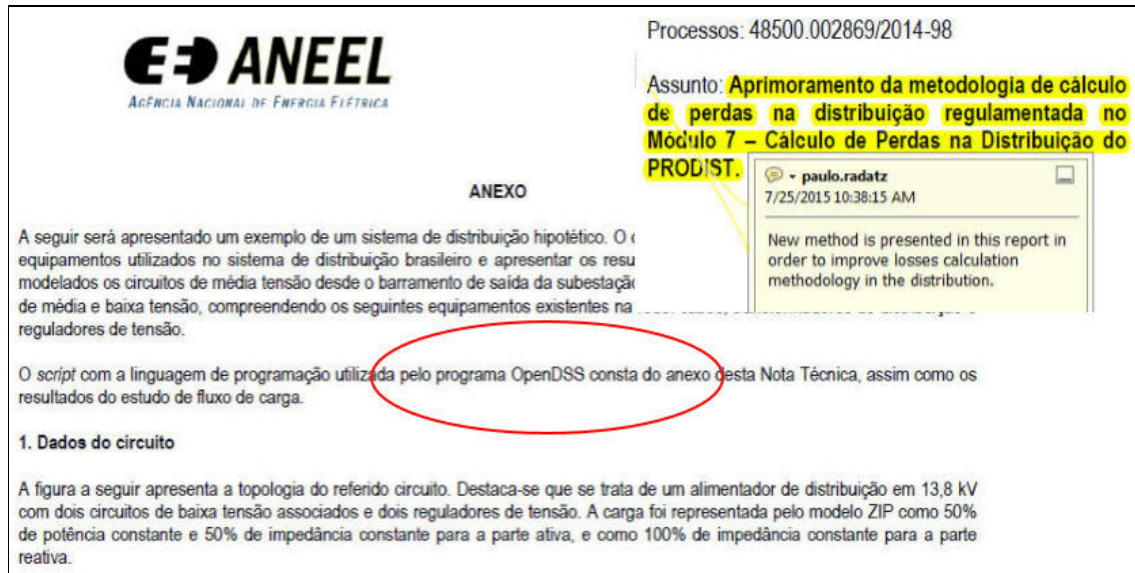 ANEEL
AGÊNCIA NACIONAL DE ENERGIA ELÉTRICA
Processos: 48500.002869/2014-98
Assunto: Aprimoramento da metodologia de cálculo
de perdas na distribuição regulamentada no
Módulo 7 – Cálculo de Perdas na Distribuição do
PRODIST.
paulo.radatz
7/25/2015 10:38:15 AM
New method is presented in this report in
order to improve losses calculation
methodology in the distribution.
ANEXO
A seguir será apresentado um exemplo de um sistema de distribuição hipotético. O
equipamentos utilizados no sistema de distribuição brasileiro e apresentar os
modelados os circuitos de média tensão desde o barramento de saída da
de média e baixa tensão, compreendendo os seguintes equipamentos existentes na
reguladores de tensão.
O script com a linguagem de programação utilizada pelo programa OpenDSS consta do anexo desta Nota Técnica, assim como os
resultados do estudo de fluxo de carga.
1. Dados do circuito
A figura a seguir apresenta a topologia do referido circuito. Destaca-se que se trata de um alimentador de distribuição em 13,8 kV
com dois circuitos de baixa tensão associados e dois reguladores de tensão. A carga foi representada pelo modelo ZIP como 50%
de potência constante e 50% de impedância constante para a parte ativa, e como 100% de impedância constante para a parte
reativa.